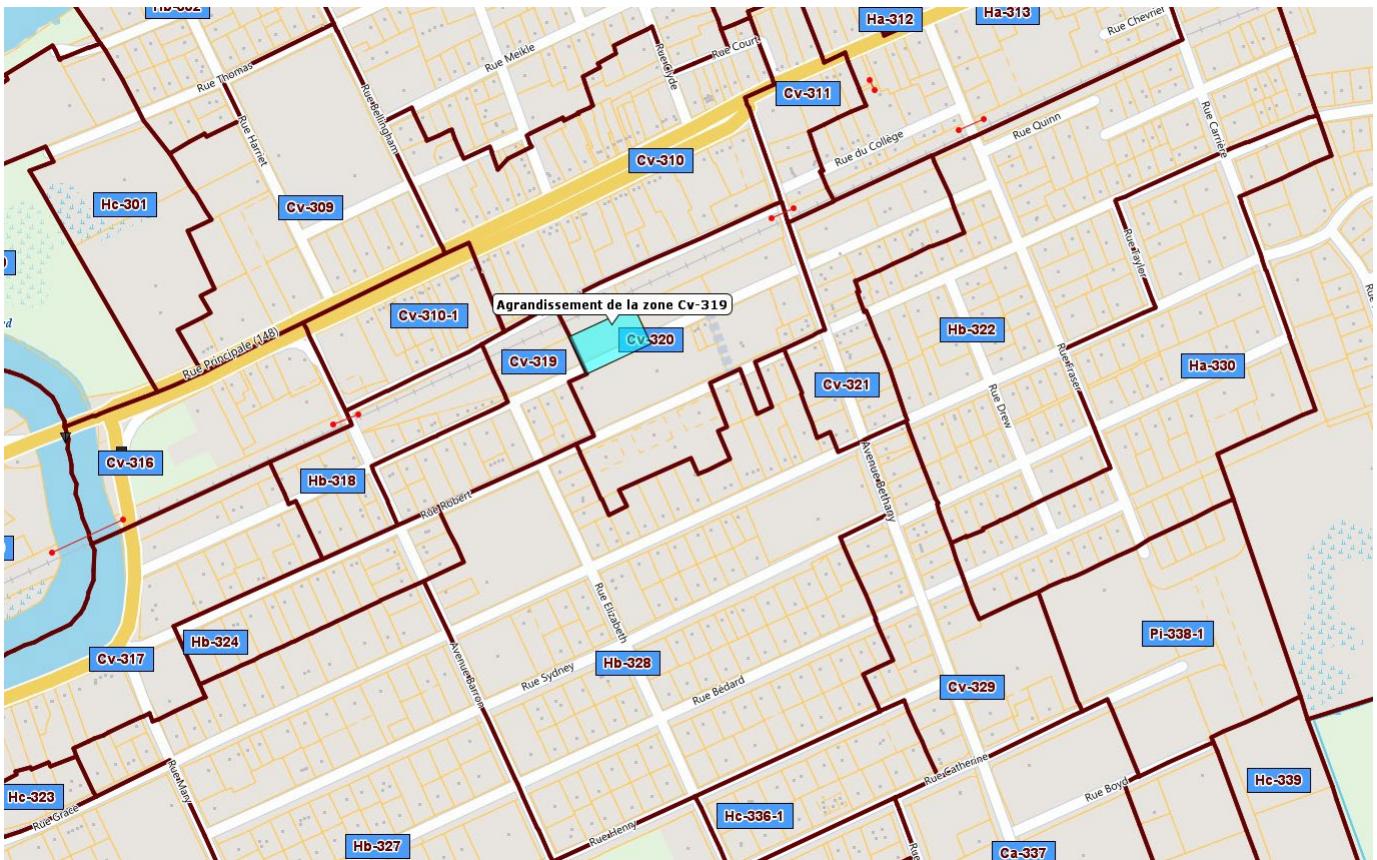 Ha-312
Ha-313
Rue Chevrier
Rue Meikle
Rue Clyde
Rue Court
Rue Thomas
Rue Bellingham
Cv-311
Rue Harriet
Rue Quinn
Rue Carrière
Rue du Collège
Cv-310
Hc-301
Cv-309
Rue Taylor
Agrandissement de la zone Cv-319
Cv-310-1
Hb-322
Rue Principale (148)
Cv-320
Cv-319
Rue Fraser
Ha-330
Cv-321
Rue Drew
Cv-316
Hb-318
Rue Robert
Avenue Bethany
Rue Elizabeth
Hb-324
Pi-338-1
Cv-317
Avenue Barron
Rue Sydney
Hb-328
Rue Bédard
Cv-329
Rue Mary
Rue Catherine
Hc-339
Hc-323
Rue Boyd
Rue Grace
Rue Henry
Hc-336-1
Hb-327
Ca-337